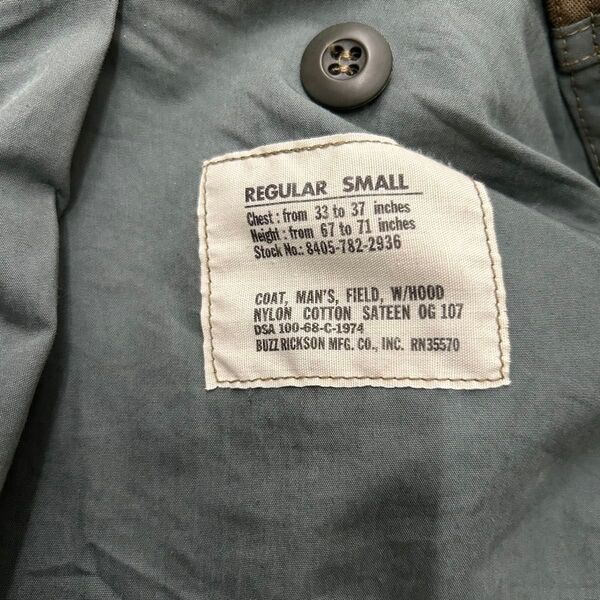 REGULAR SMALL
Chest : from 33 to 37 inches
Height : from 67 to 71 inches
Stock No.: 8405-782-2936
COAT, MAN'S, FIELD, W/HOOD
NYLON COTTON SATEEN OG 107
DSA 100-68-C-1974
BUZZ RICKSON MFG. CO., INC. RN35570